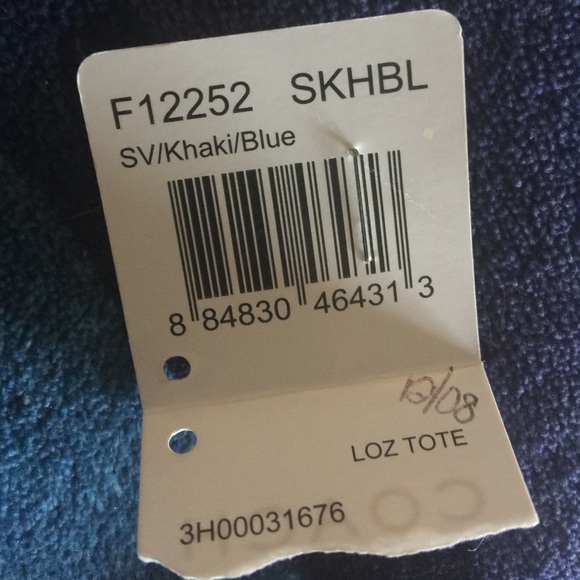 F12252 SKHBL
SV/Khaki/Blue
8 84830 46431 3
12/08
LOZ TOTE
3H00031676